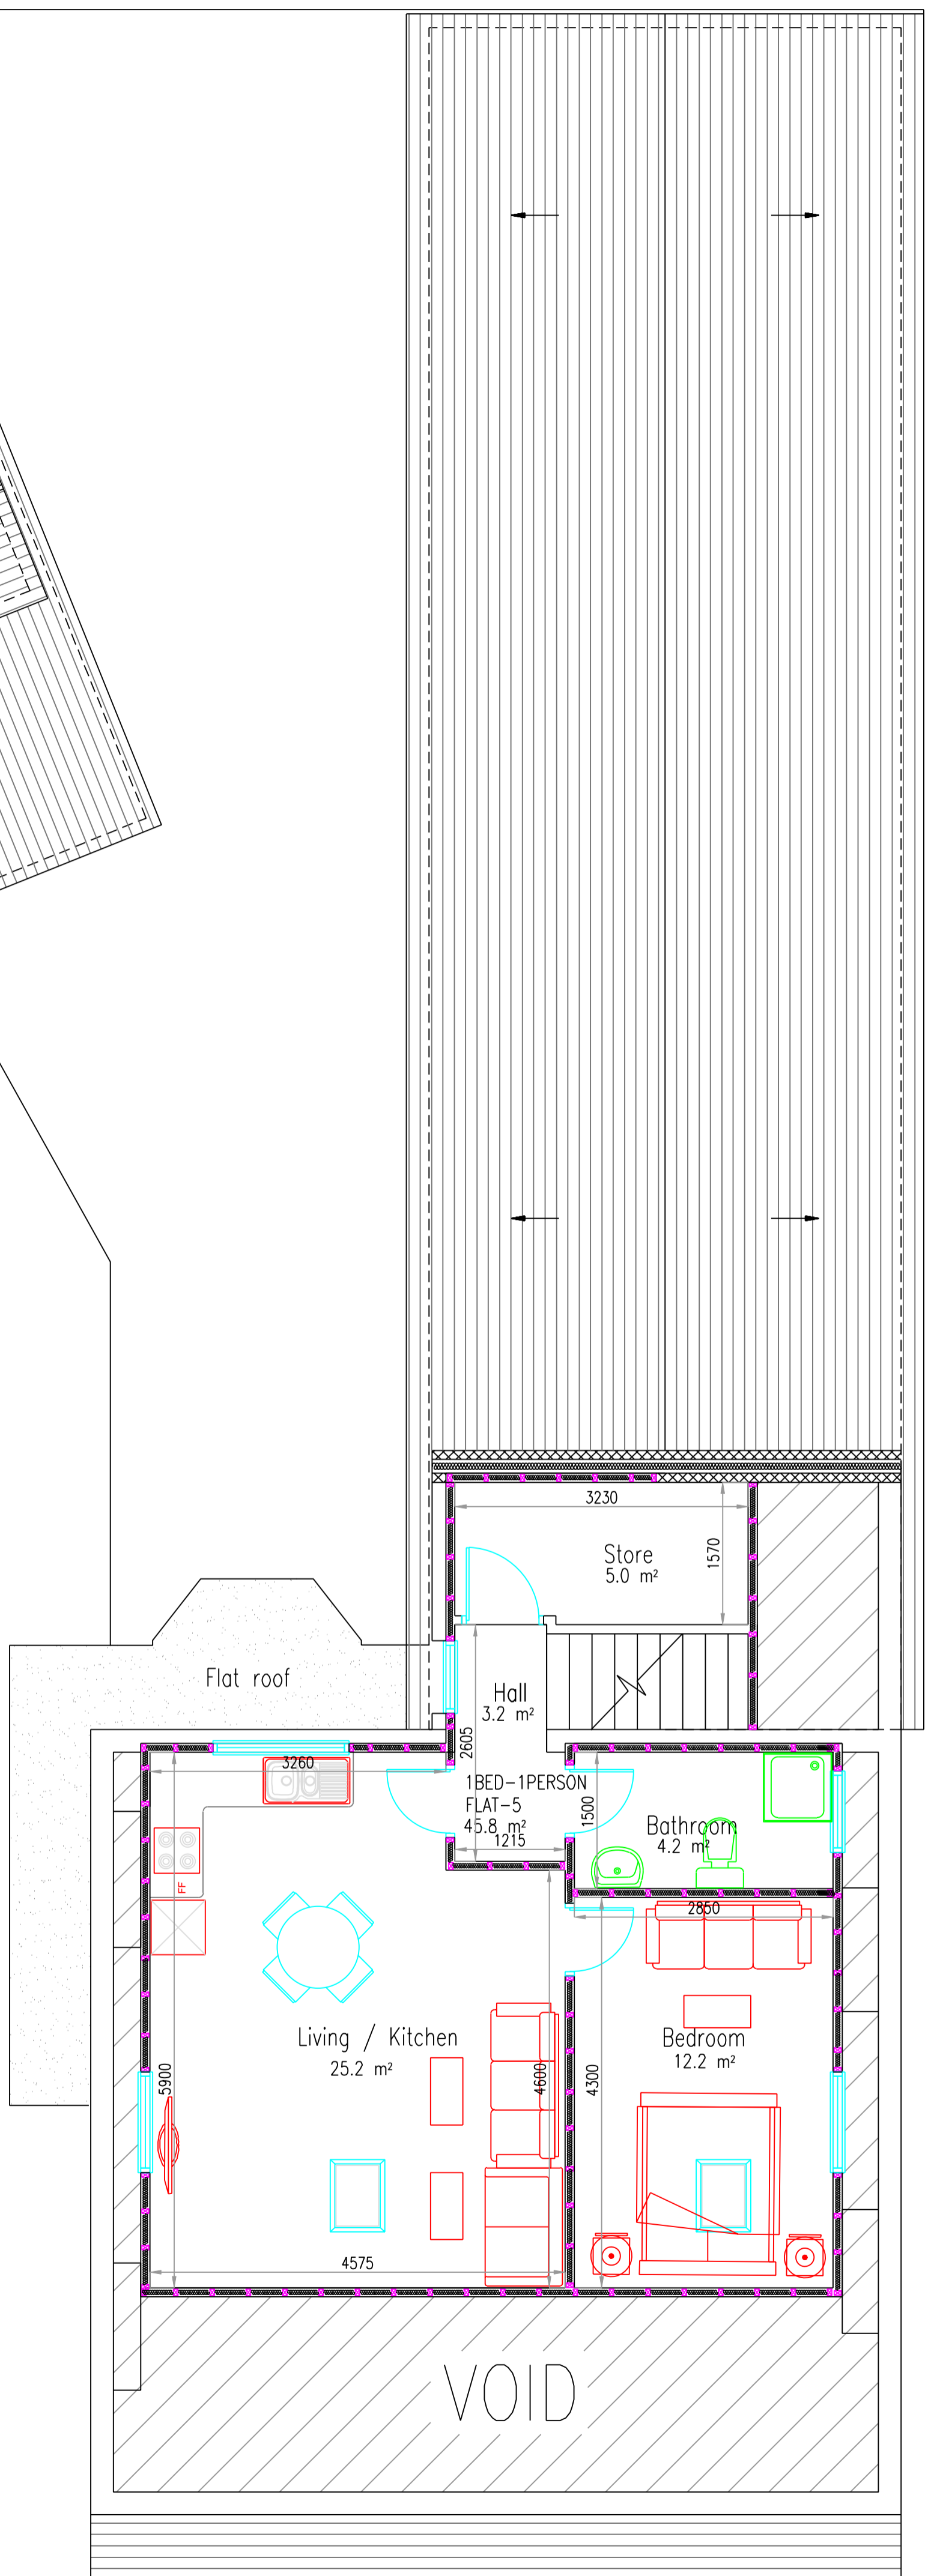 3230
Store
5.0 m²
1570
Flat roof
Hall
3.2 m²
2605
3260
1BED-1PERSON
FLAT-5
45.8 m²
1215
1500
Bathroom
4.2 m²
FF
2850
Living / Kitchen
25.2 m²
Bedroom
12.2 m²
5900
4600
4300
4575
VOID